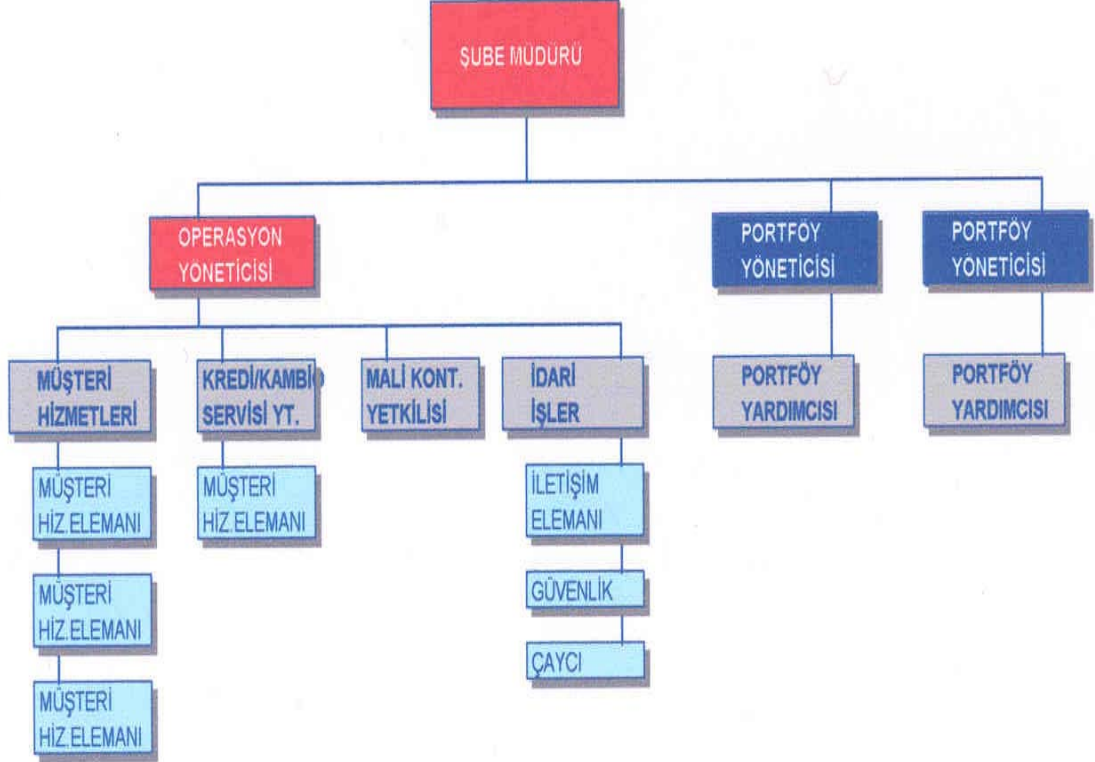 ŞUBE MÜDÜRÜ
OPERASYON
YÖNETİCİSİ
PORTFÖY
YÖNETİCİSİ
PORTFÖY
YÖNETİCİSİ
MÜŞTERİ
HİZMETLERİ
KREDİ/KAMBİO
SERVİSİ YT.
MALİ KONT.
YETKİLİSİ
İDARİ
İŞLER
PORTFÖY
YARDIMCISI
PORTFÖY
YARDIMCISI
MÜŞTERİ
HİZ.ELEMANI
MÜŞTERİ
HİZ.ELEMANI
İLETİŞİM
ELEMANI
MÜŞTERİ
HİZ.ELEMANI
GÜVENLİK
ÇAYCI
MÜŞTERİ
HİZ.ELEMANI